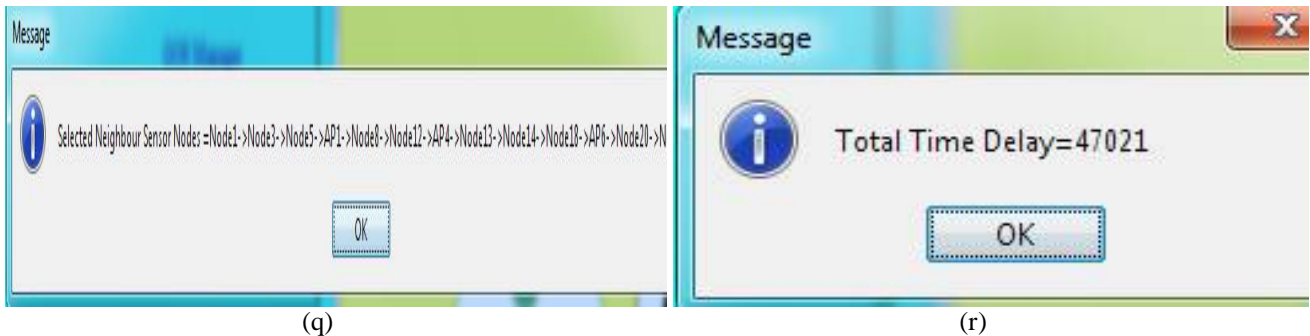 Message
Selected Neighbour Sensor Nodes =Node1->Node3->Node5->AP1->Node8->Node12->AP4->Node13->Node14->Node18->AP6->Node20->N
OK
(q)
Message
X
Total Time Delay=47021
OK
(r)